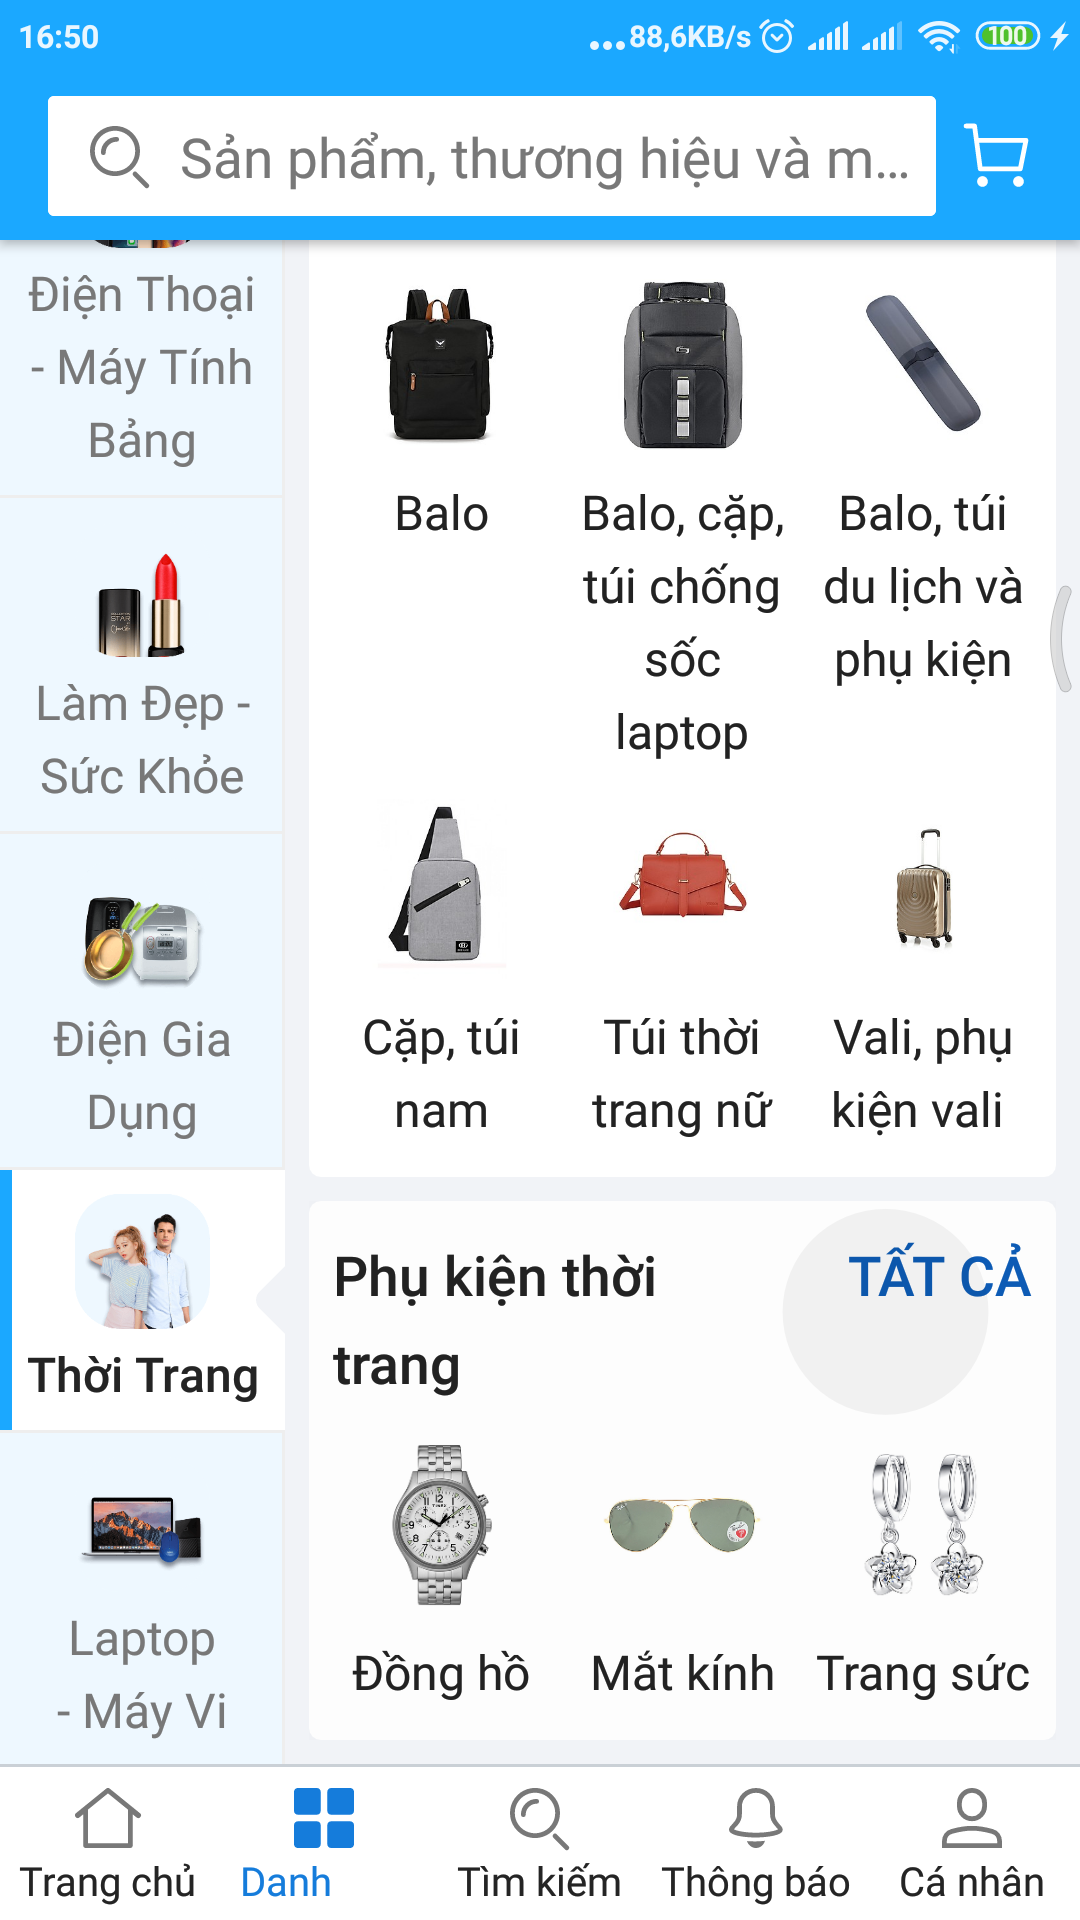 16:50
...88,6KB/s
100
Sản phẩm, thương hiệu và m...
Điện Thoại
- Máy Tính
Bảng
Làm Đẹp -
Sức Khỏe
Điện Gia
Dụng
Thời Trang
Laptop
- Máy Vi
Balo
Balo, cặp,
túi chống
sốc
laptop
Balo, túi
du lịch và
phụ kiện
Cặp, túi
nam
Túi thời
trang nữ
Vali, phụ
kiện vali
Phụ kiện thời
trang
TẤT CẢ
Đồng hồ
Mắt kính
Trang sức
Trang chủ
Danh
Tìm kiếm
Thông báo
Cá nhân